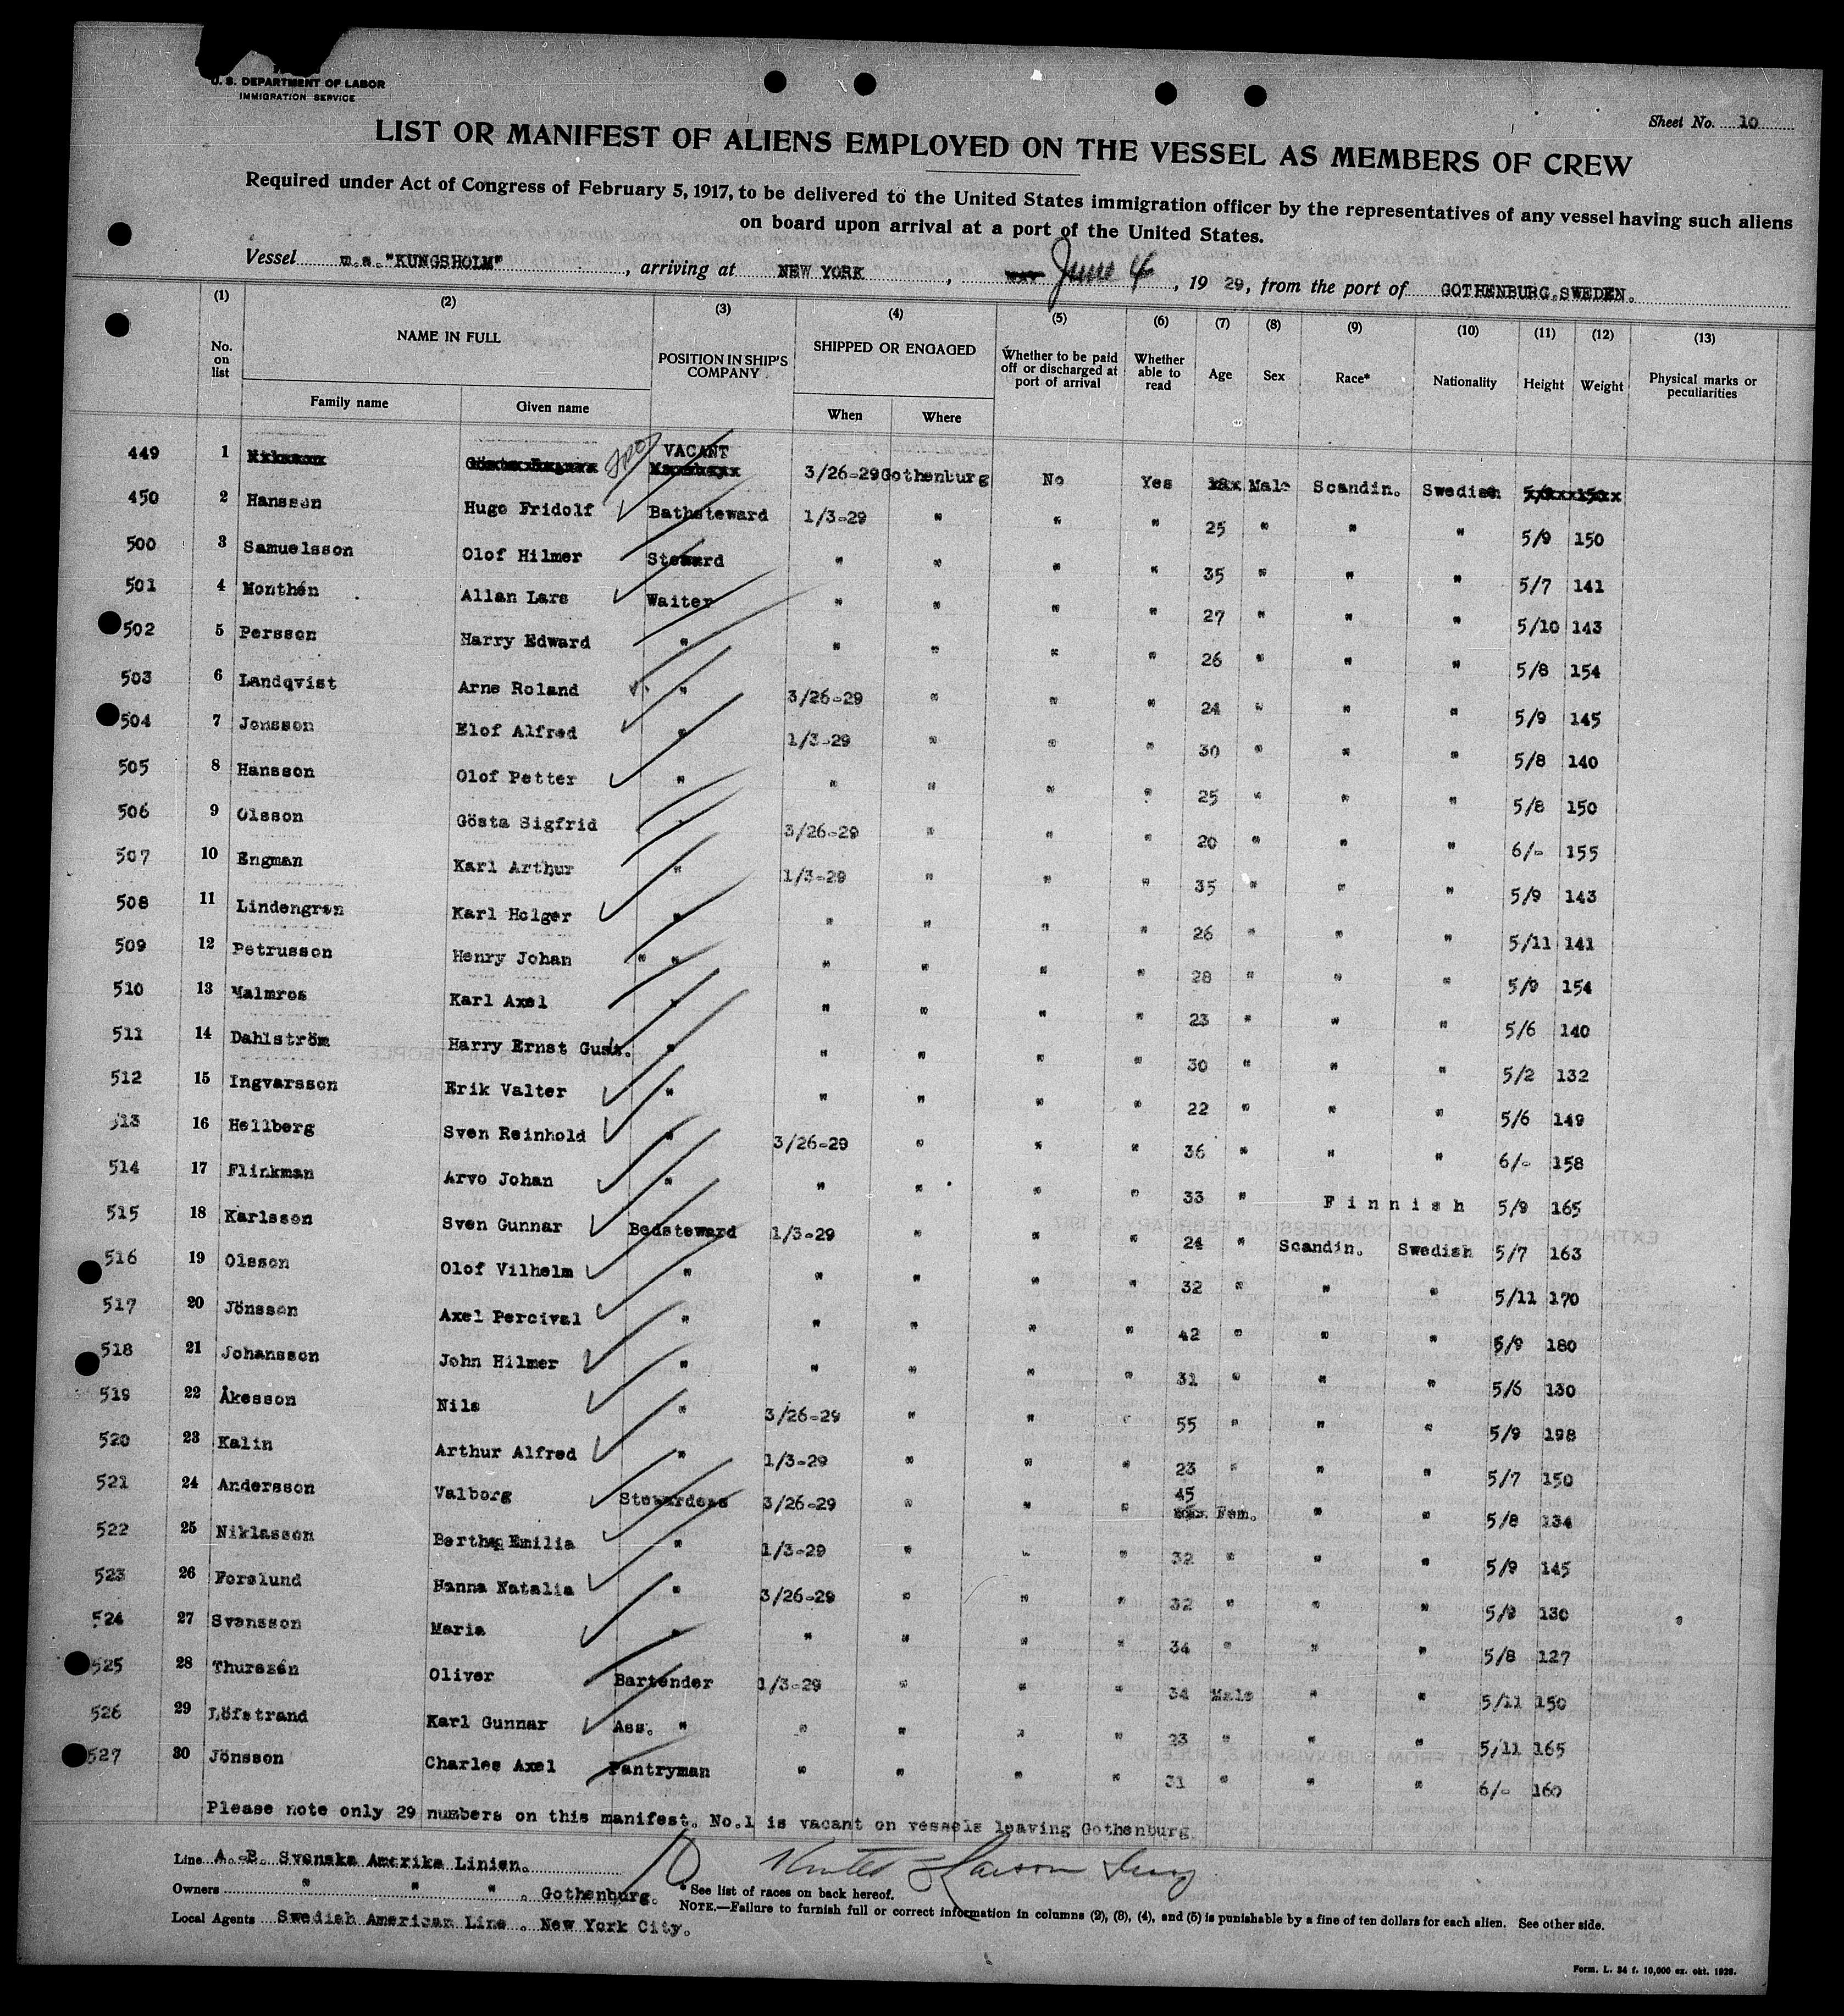 U. S. DEPARTMENT OF LABOR
IMMIGRATION SERVICE
Sheet No. 10
LIST OR MANIFEST OF ALIENS EMPLOYED ON THE VESSEL AS MEMBERS OF CREW
Required under Act of Congress of February 5, 1917, to be delivered to the United States immigration officer by the representatives of any vessel having such aliens
on board upon arrival at a port of the United States.
Vessel m.s."KUNGSHOLM", arriving at NEW YORK, June 4, 19 29, from the port of GOTHENBURG.SWEDEN.
(1) (2) (3) (4) (5) (6) (7) (8) (9) (10) (11) (12) (13)
No. on list NAME IN FULL Family name Given name POSITION IN SHIP'S COMPANY SHIPPED OR ENGAGED When Where Whether to be paid off or discharged at port of arrival Whether able to read Age Sex Race* Nationality Height Weight Physical marks or peculiarities
449 1 VACANT 3/26-29 Gothenburg No Yes Male Scandin. Swedish
450 2 Hansson Hugo Fridolf Bathsteward 1/3-29 " " " 25 " " " 5/9 150
500 3 Samuelsson Olof Hilmer Steward " " " " 35 " " " 5/7 141
501 4 Monthén Allan Lars Waiter " " " " 27 " " " 5/10 143
502 5 Persson Harry Edward " " " " " 26 " " " 5/8 154
503 6 Landqvist Arne Roland " 3/26-29 " " " 24 " " " 5/9 145
504 7 Jonsson Elof Alfred " 1/3-29 " " " 30 " " " 5/8 140
505 8 Hansson Olof Petter " " " " " 25 " " " 5/8 150
506 9 Olsson Gösta Sigfrid " 3/26-29 " " " 20 " " " 6/- 155
507 10 Engman Karl Arthur " 1/3-29 " " " 35 " " " 5/9 143
508 11 Lindengren Karl Holger " " " " " 26 " " " 5/11 141
509 12 Petrusson Henry Johan " " " " " " 28 " " " 5/9 154
510 13 Malmros Karl Axel " " " " " 23 " " " 5/6 140
511 14 Dahlström Harry Ernst Gust. " " " " " 30 " " " 5/2 132
512 15 Ingvarsson Erik Valter " " " " " 22 " " " 5/6 149
513 16 Hellberg Sven Reinhold " 3/26-29 " " " 36 " " " 6/- 158
514 17 Flinkman Arvo Johan " " " " " 33 " Finnish 5/9 165
515 18 Karlsson Sven Gunnar Bedsteward 1/3-29 " " " 24 " Scandin. Swedish 5/7 163
516 19 Olsson Olof Vilhelm " " " " " 32 " " " 5/11 170
517 20 Jönsson Axel Percival " " " " " 42 " " " 5/9 180
518 21 Johansson John Hilmer " " " " " 31 " " " 5/6 130
519 22 Åkesson Nils " 3/26-29 " " " 55 " " " 5/9 198
520 23 Kalin Arthur Alfred " 1/3-29 " " " 23 " " " 5/7 150
521 24 Andersson Valborg Stewardess 3/26-29 " " " 45 Fem. " " 5/8 134
522 25 Niklasson Bertha Emilia " 1/3-29 " " " 32 " " " 5/9 145
523 26 Forslund Hanna Natalia " 3/26-29 " " " 32 " " " 5/9 130
524 27 Svensson Maria " " " " " 34 " " " 5/8 127
525 28 Thurezén Oliver Bartender 1/3-29 " " " 34 Male " " 5/11 150
526 29 Löfstrand Karl Gunnar Ass. " " " " " 23 " " " 5/11 165
527 30 Jönsson Charles Axel Pantryman " " " " 31 " " " 6/- 160
Please note only 29 numbers on this manifest. No.1 is vacant on vessels leaving Gothenburg
Line A.-B. Svenska Amerika Linien.
Owners " " " . Gothenburg. *See list of races on back hereof.
Local Agents Swedish American Line . New York City. NOTE.—Failure to furnish full or correct information in columns (2), (3), (4), and (5) is punishable by a fine of ten dollars for each alien. See other side.
Form. L. 34 f. 10,000 ex. okt. 1928.